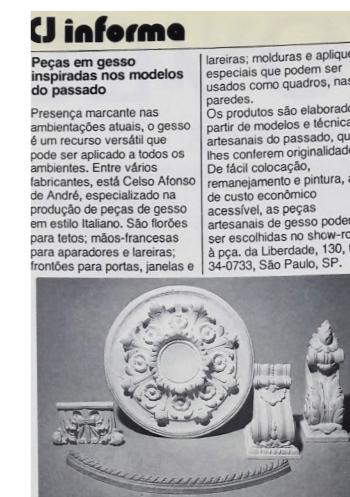 CJ informa
Peças em gesso
inspiradas nos modelos
do passado
Presença marcante nas
ambientações atuais, o gesso
é um recurso versátil que
pode ser aplicado a todos os
ambientes. Entre vários
fabricantes, está Celso Afonso
de André, especializado na
produção de peças de gesso
em estilo Italiano. São florões
para tetos; mãos-francesas
para aparadores e lareiras;
frontões para portas, janelas e
lareiras; molduras e aplique
especiais que podem ser
usados como quadros, nas
paredes.
Os produtos são elaborado
partir de modelos e técnica
artesanais do passado, qu
lhes conferem originalidade
De fácil colocação,
remanejamento e pintura, a
de custo econômico
acessível, as peças
artesanais de gesso podem
ser escolhidas no show-ro
à pça. da Liberdade, 130,
34-0733, São Paulo, SP.